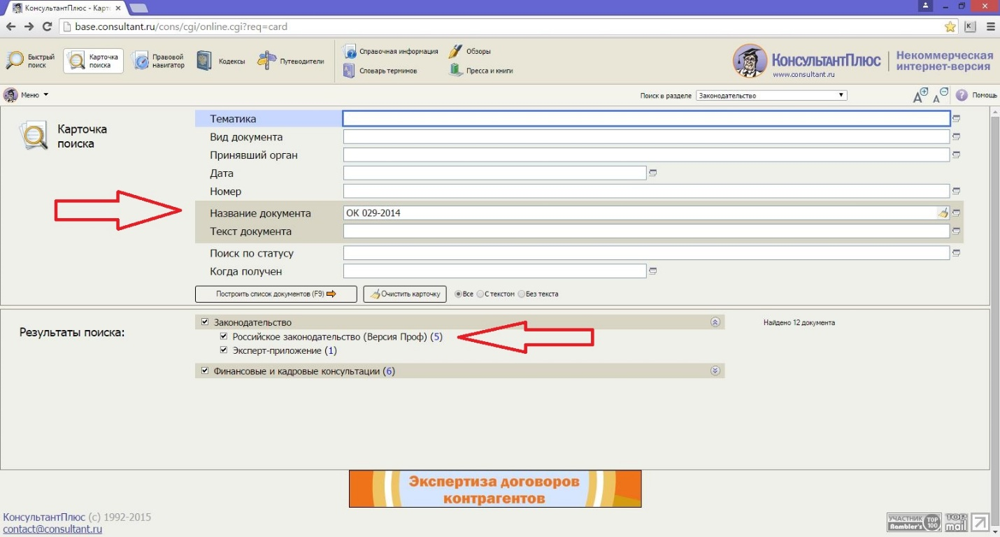 КонсультантПлюс - Карт
base.consultant.ru/cons/cgi/online.cgi?req=card
Быстрый поиск
Карточка поиска
Правовой навигатор
Кодексы
Путеводители
Справочная информация
Словарь терминов
Обзоры
Пресса и книги
КонсультантПлюс
www.consultant.ru
Некоммерческая
интернет-версия
Меню
Поиск в разделе Законодательство
Помощь
Карточка
поиска
Тематика
Вид документа
Принявший орган
Дата
Номер
Название документа ОК 029-2014
Текст документа
Поиск по статусу
Когда получен
Построить список документов (F9) Очистить карточку Все С текстом Без текста
Результаты поиска:
Законодательство
Найдено 12 документа
Российское законодательство (Версия Проф) (5)
Эксперт-приложение (1)
Финансовые и кадровые консультации (6)
Экспертиза договоров
контрагентов
КонсультантПлюс (c) 1992-2015
contact@consultant.ru
УЧАСТНИК
Rambler's
TOP
100
TOP
mail